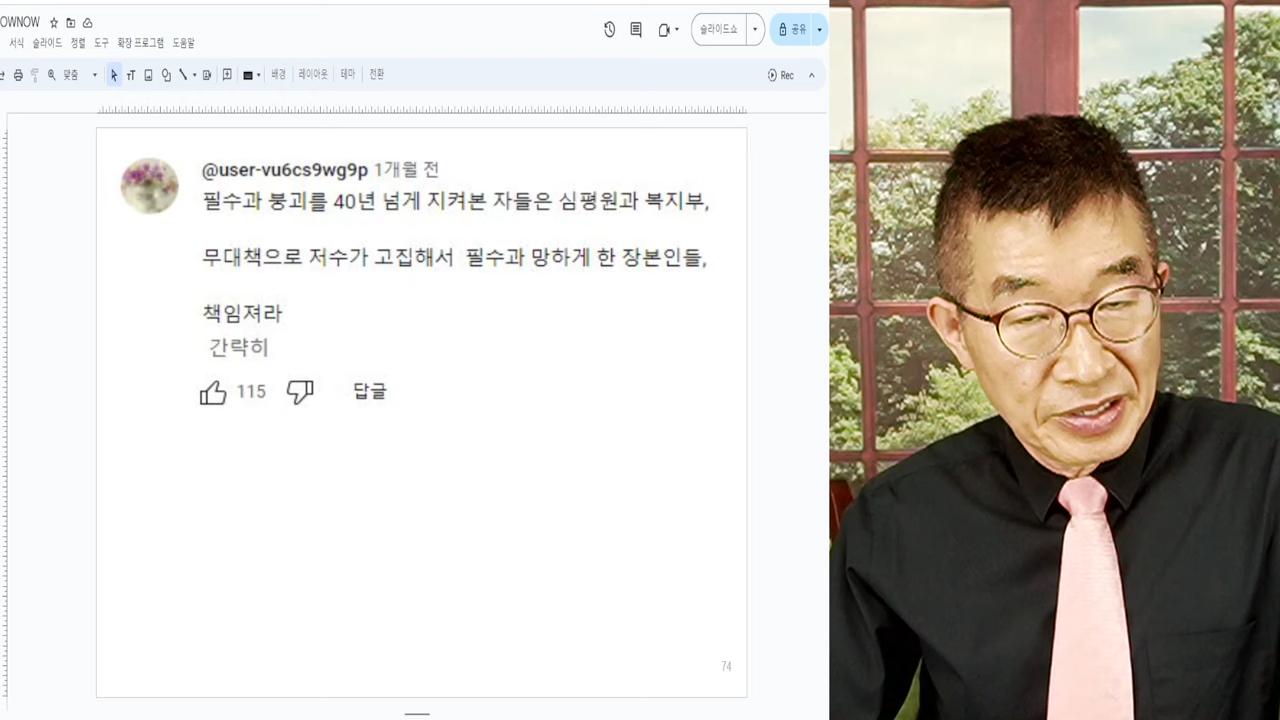 OWNOW
서식 슬라이드 정렬 도구 확장 프로그램 도움말
슬라이드쇼
공유
맞춤
배경 레이아웃 테마 전환
Rec
@user-vu6cs9wg9p 1개월 전
필수과 붕괴를 40년 넘게 지켜본 자들은 심평원과 복지부,
무대책으로 저수가 고집해서 필수과 망하게 한 장본인들,
책임져라
간략히
115 답글
74